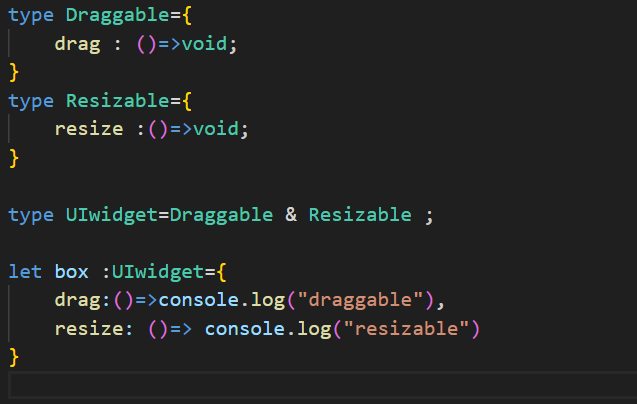 type Draggable={
    drag : ()=>void;
}
type Resizable={
    resize :()=>void;
}

type UIwidget=Draggable & Resizable ;

let box :UIwidget={
    drag:()=>console.log("draggable"),
    resize: ()=> console.log("resizable")
}